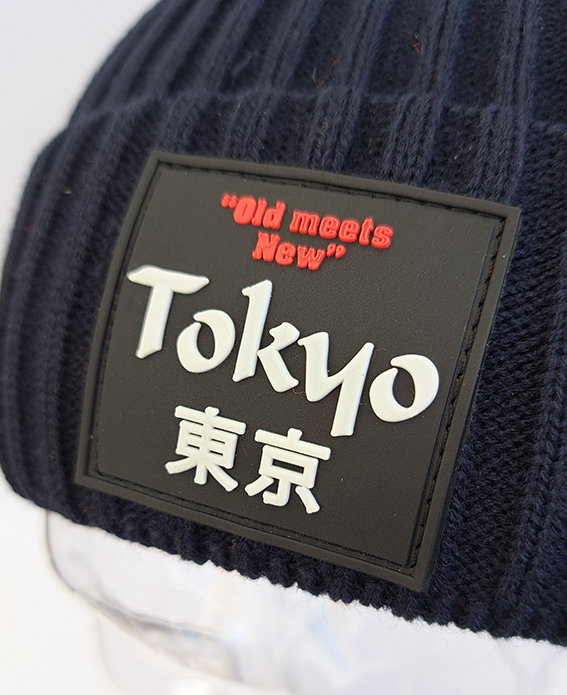 “Old meets
New”
Tokyo
東京